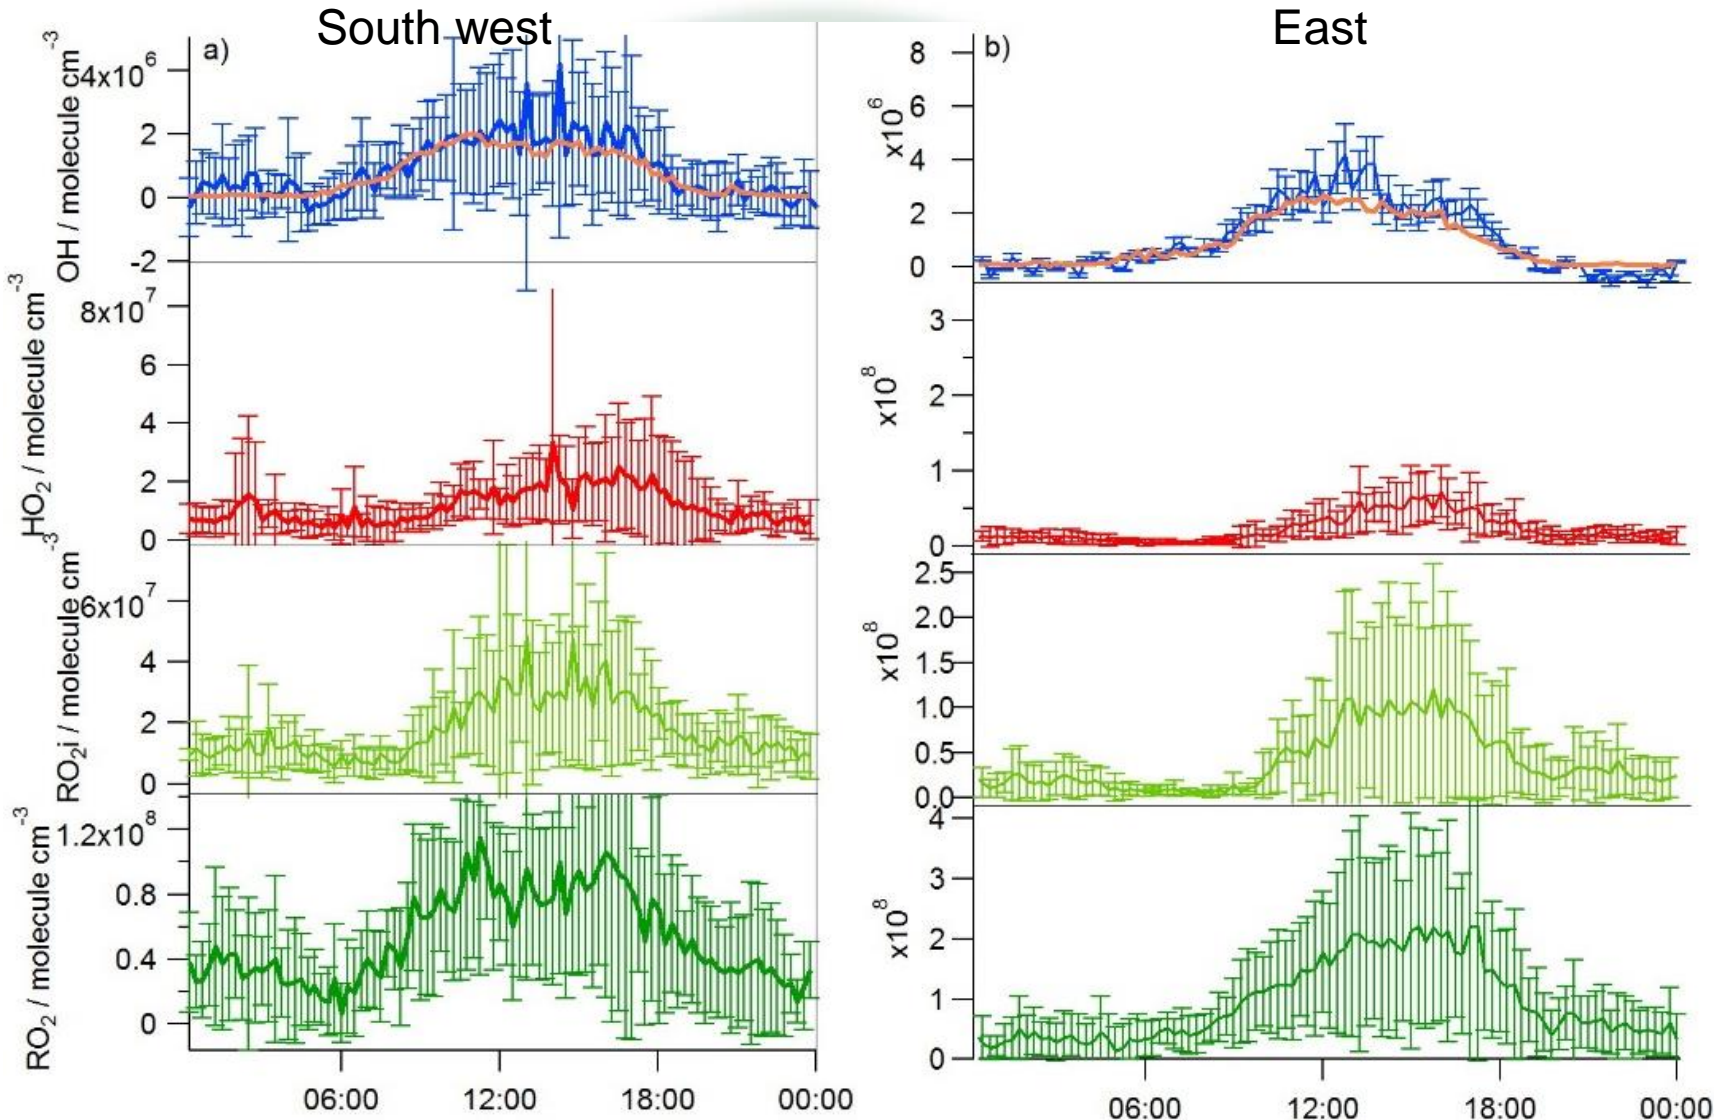 South west
East
a)
OH / molecule cm-3
4x10^6
2
0
-2
HO2 / molecule cm-3
8x10^7
6
4
2
0
RO2i / molecule cm-3
6x10^7
4
2
0
RO2 / molecule cm-3
1.2x10^8
0.8
0.4
0
06:00 12:00 18:00 00:00
b)
x10^6
8
6
4
2
0
x10^8
3
2
1
0
x10^8
2.5
2.0
1.5
1.0
0.5
0.0
x10^8
4
3
2
1
0
06:00 12:00 18:00 00:00